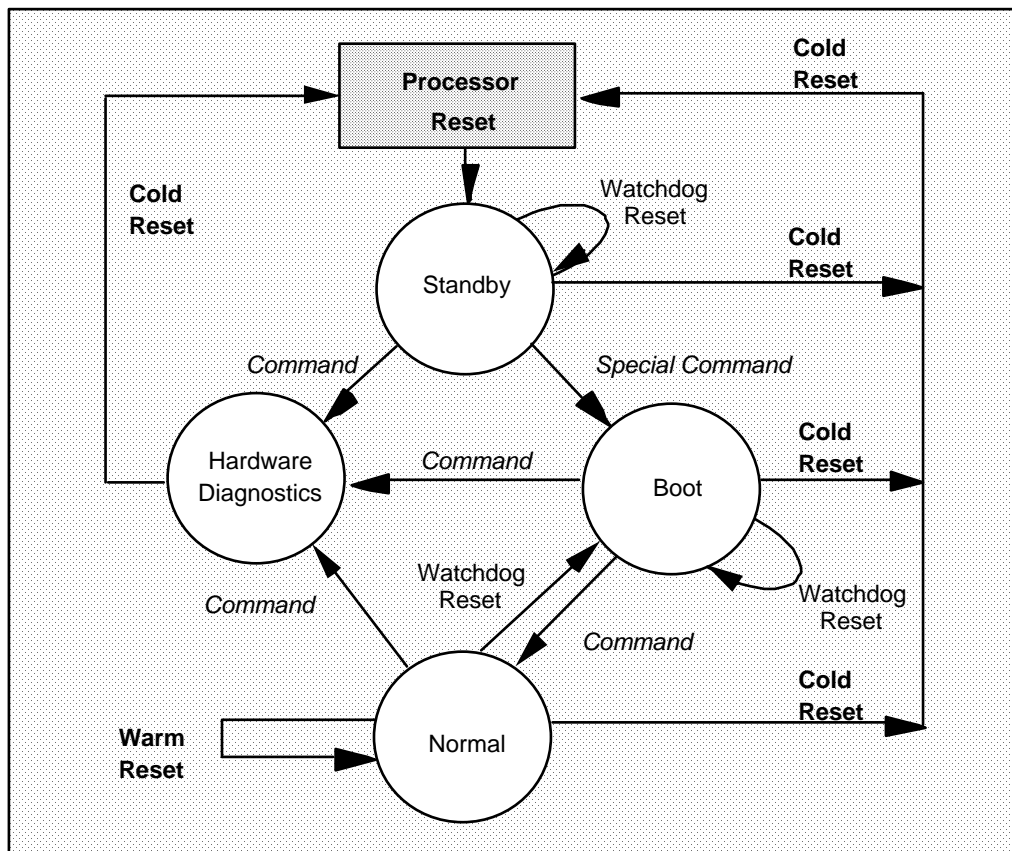 Cold
Reset
Processor
Reset
Cold
Reset
Watchdog
Reset
Cold
Reset
Standby
Command
Special Command
Hardware
Diagnostics
Command
Cold
Reset
Boot
Watchdog
Reset
Command
Watchdog
Reset
Command
Cold
Reset
Warm
Reset
Normal